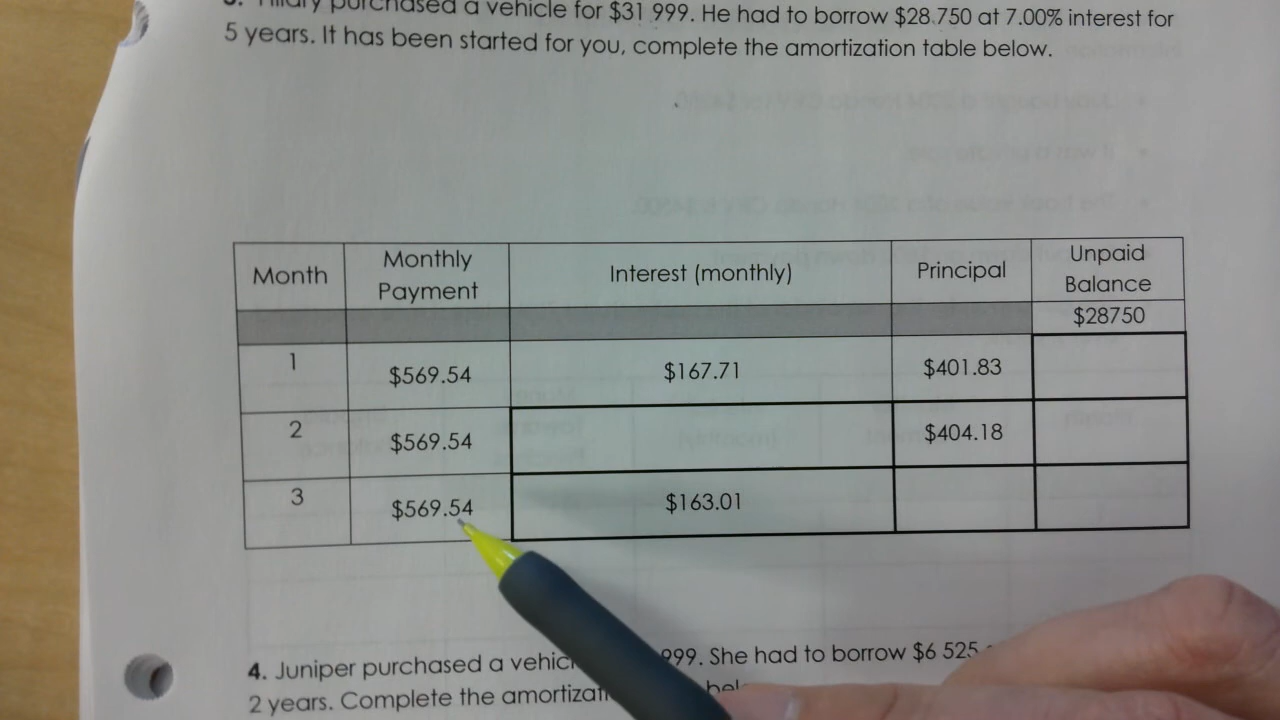 purchased a vehicle for $31 999. He had to borrow $28 750 at 7.00% interest for
5 years. It has been started for you, complete the amortization table below.
Month Monthly Payment Interest (monthly) Principal Unpaid Balance
$28750
1 $569.54 $167.71 $401.83
2 $569.54 $404.18
3 $569.54 $163.01
4. Juniper purchased a 999. She had to borrow $6 525
2 years. Complete the